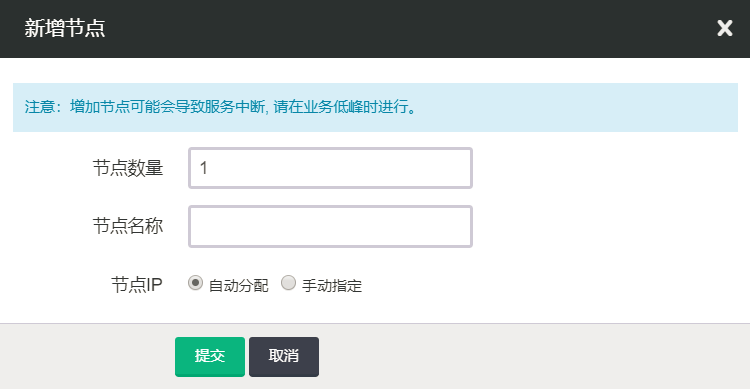 新增节点
注意：增加节点可能会导致服务中断, 请在业务低峰时进行。
节点数量 1
节点名称
节点IP 自动分配 手动指定
提交 取消